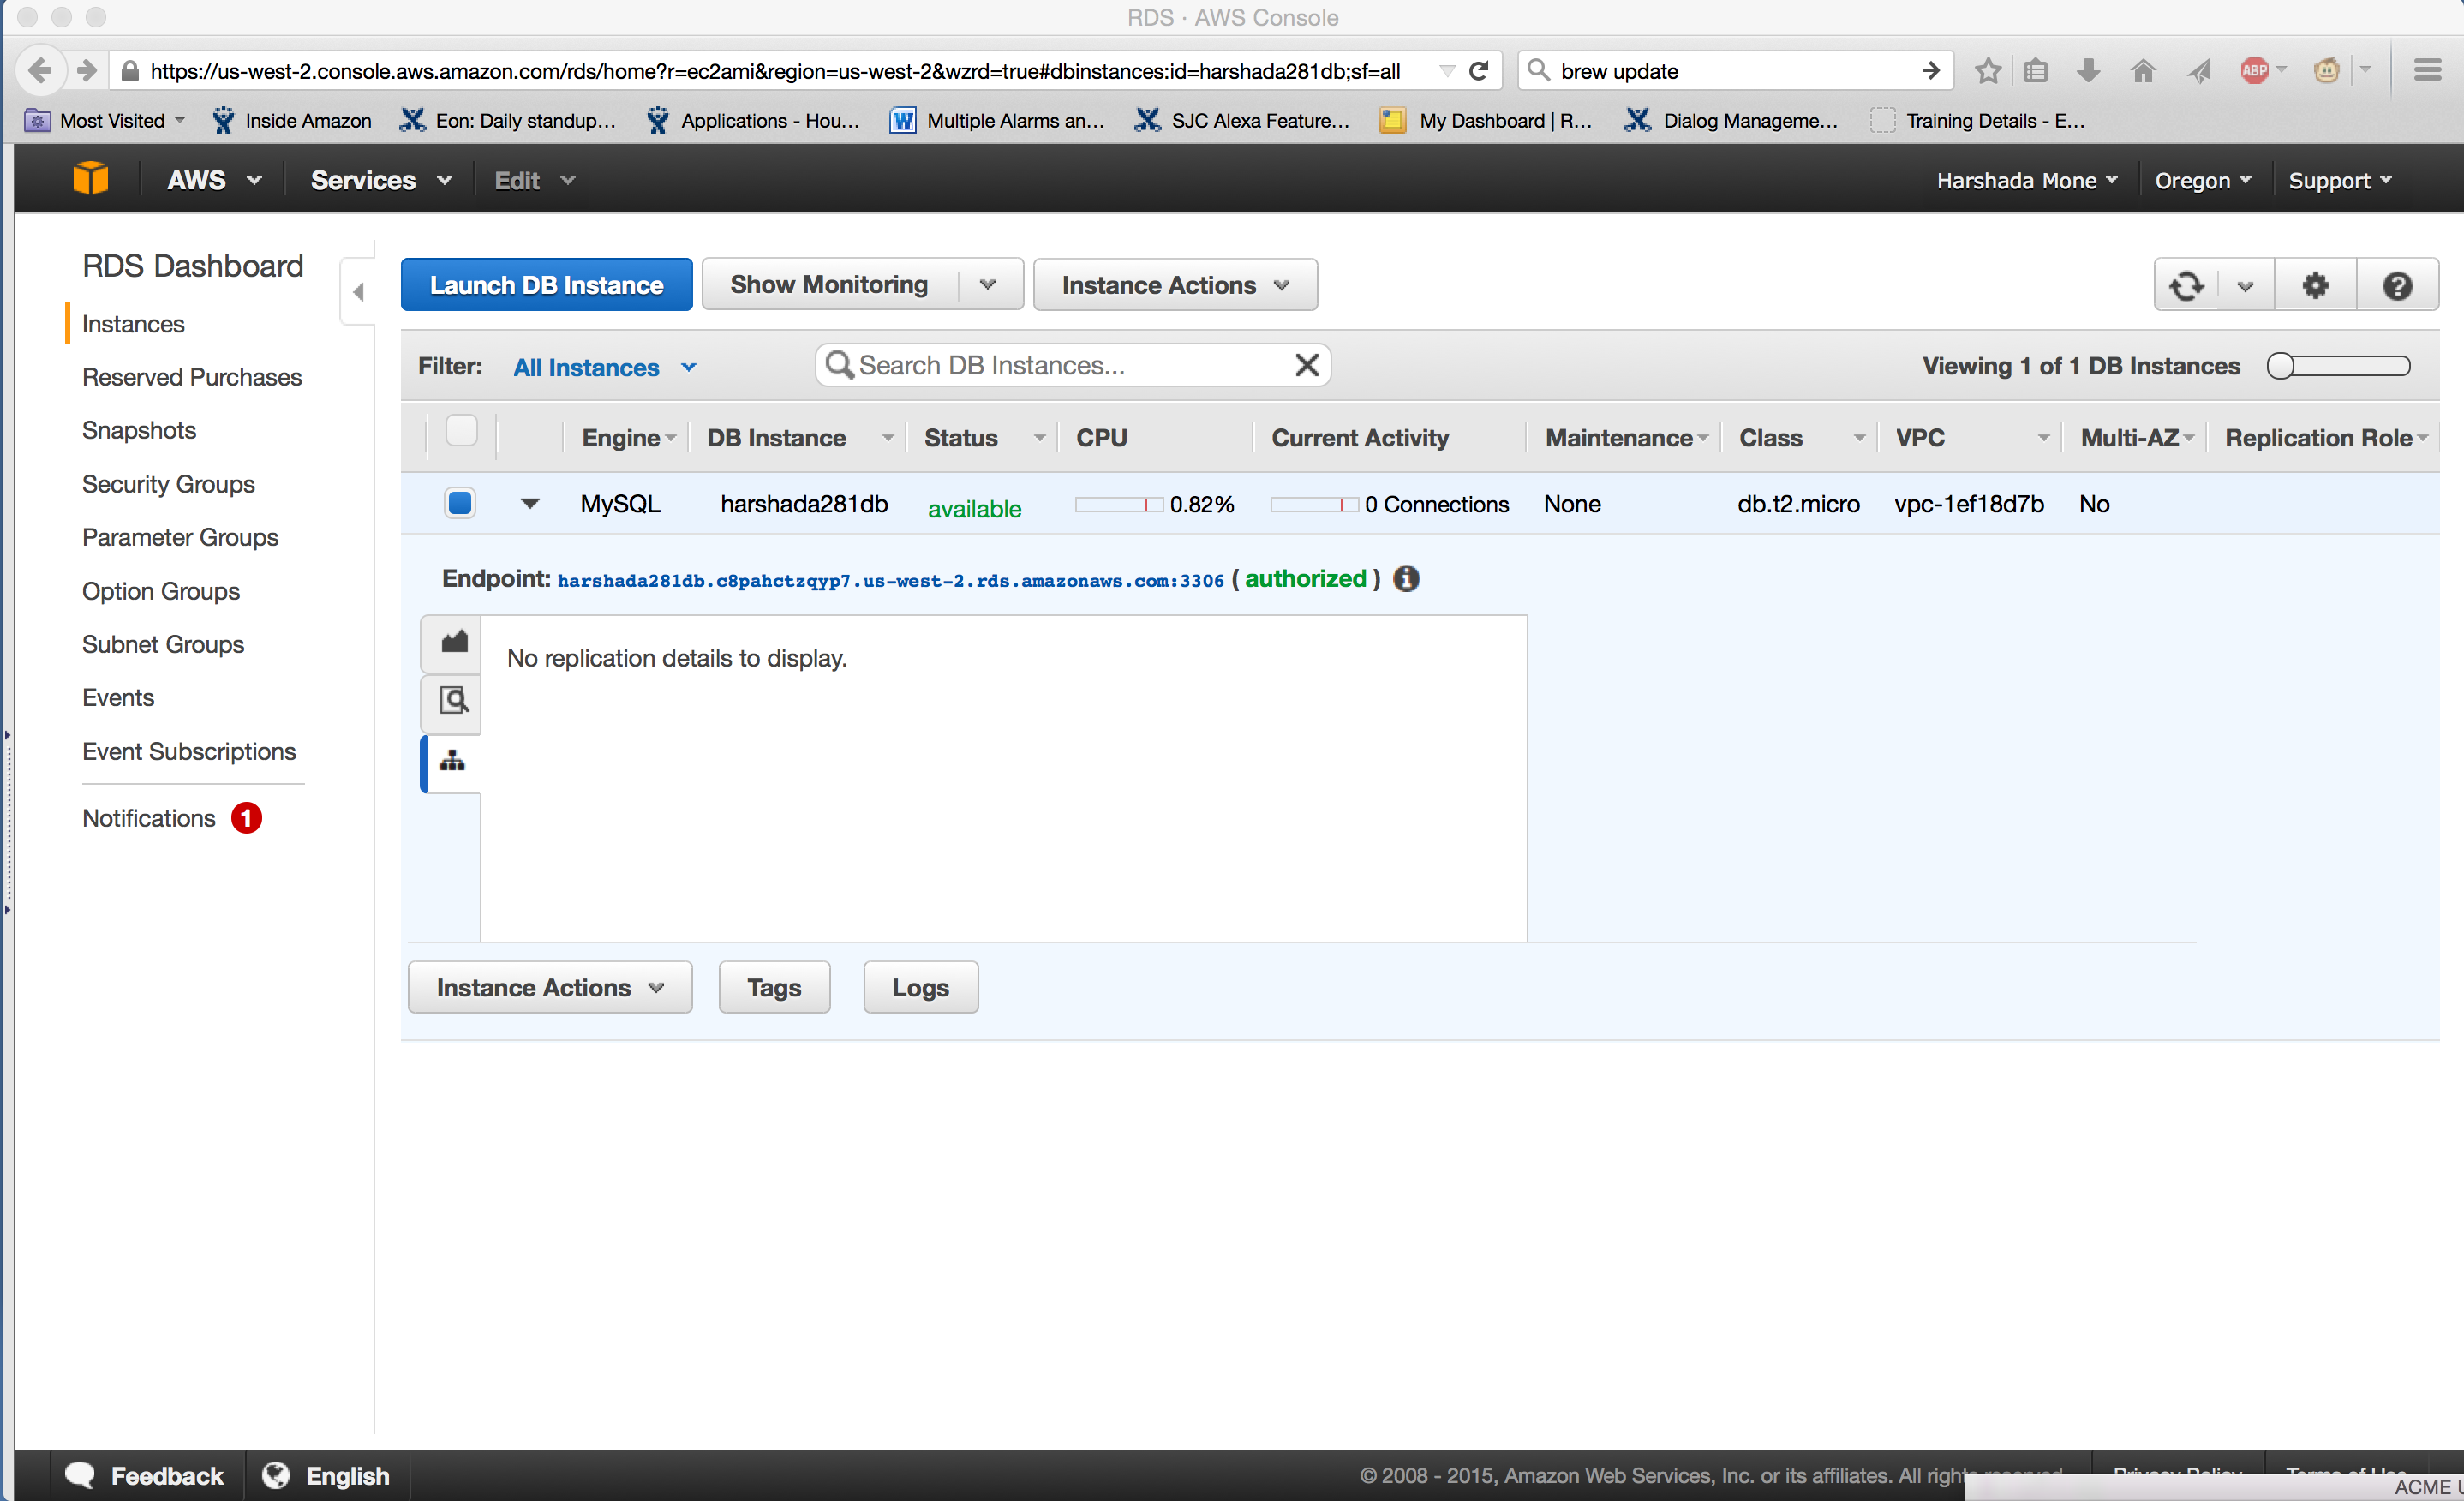 RDS · AWS Console
https://us-west-2.console.aws.amazon.com/rds/home?r=ec2ami&region=us-west-2&wzrd=true#dbinstances:id=harshada281db;sf=all
brew update
ABP
Most Visited
Inside Amazon
Eon: Daily standup...
Applications - Hou...
W
Multiple Alarms an...
SJC Alexa Feature...
My Dashboard | R...
Dialog Manageme...
Training Details - E...
AWS
Services
Edit
Harshada Mone
Oregon
Support
RDS Dashboard
Instances
Reserved Purchases
Snapshots
Security Groups
Parameter Groups
Option Groups
Subnet Groups
Events
Event Subscriptions
Notifications 1
Launch DB Instance
Show Monitoring
Instance Actions
Filter: All Instances
Search DB Instances...
Viewing 1 of 1 DB Instances
Engine DB Instance Status CPU Current Activity Maintenance Class VPC Multi-AZ Replication Role
MySQL harshada281db available 0.82% 0 Connections None db.t2.micro vpc-1ef18d7b No
Endpoint: harshada281db.c8pahctzqyp7.us-west-2.rds.amazonaws.com:3306 ( authorized )
No replication details to display.
Instance Actions
Tags
Logs
Feedback
English
© 2008 - 2015, Amazon Web Services, Inc. or its affiliates. All rights reserved.
Privacy Policy
Terms of Use
ACME